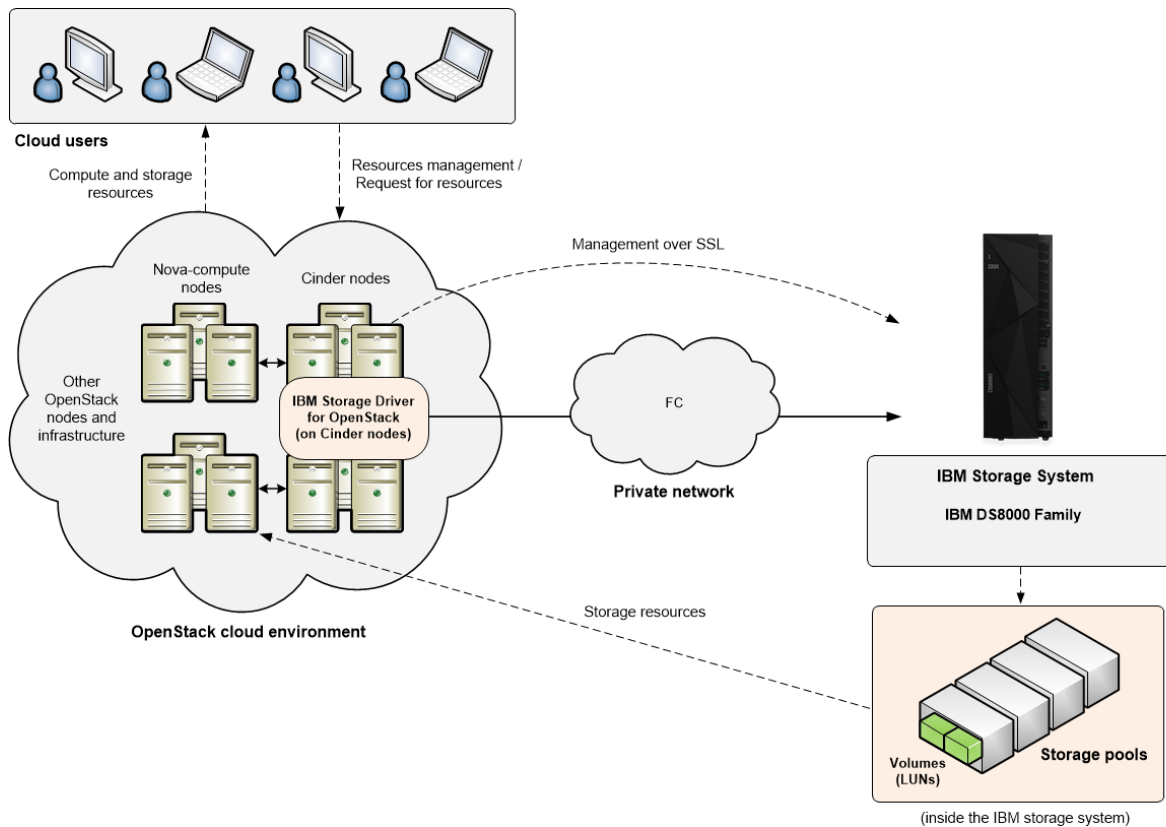 Cloud users
Compute and storage
resources
Resources management /
Request for resources
Management over SSL
Nova-compute
nodes
Cinder nodes
Other
OpenStack
nodes and
infrastructure
IBM Storage Driver
for OpenStack
(on Cinder nodes)
FC
Private network
IBM Storage System
IBM DS8000 Family
OpenStack cloud environment
Storage resources
Volumes
(LUNs)
Storage pools
(inside the IBM storage system)